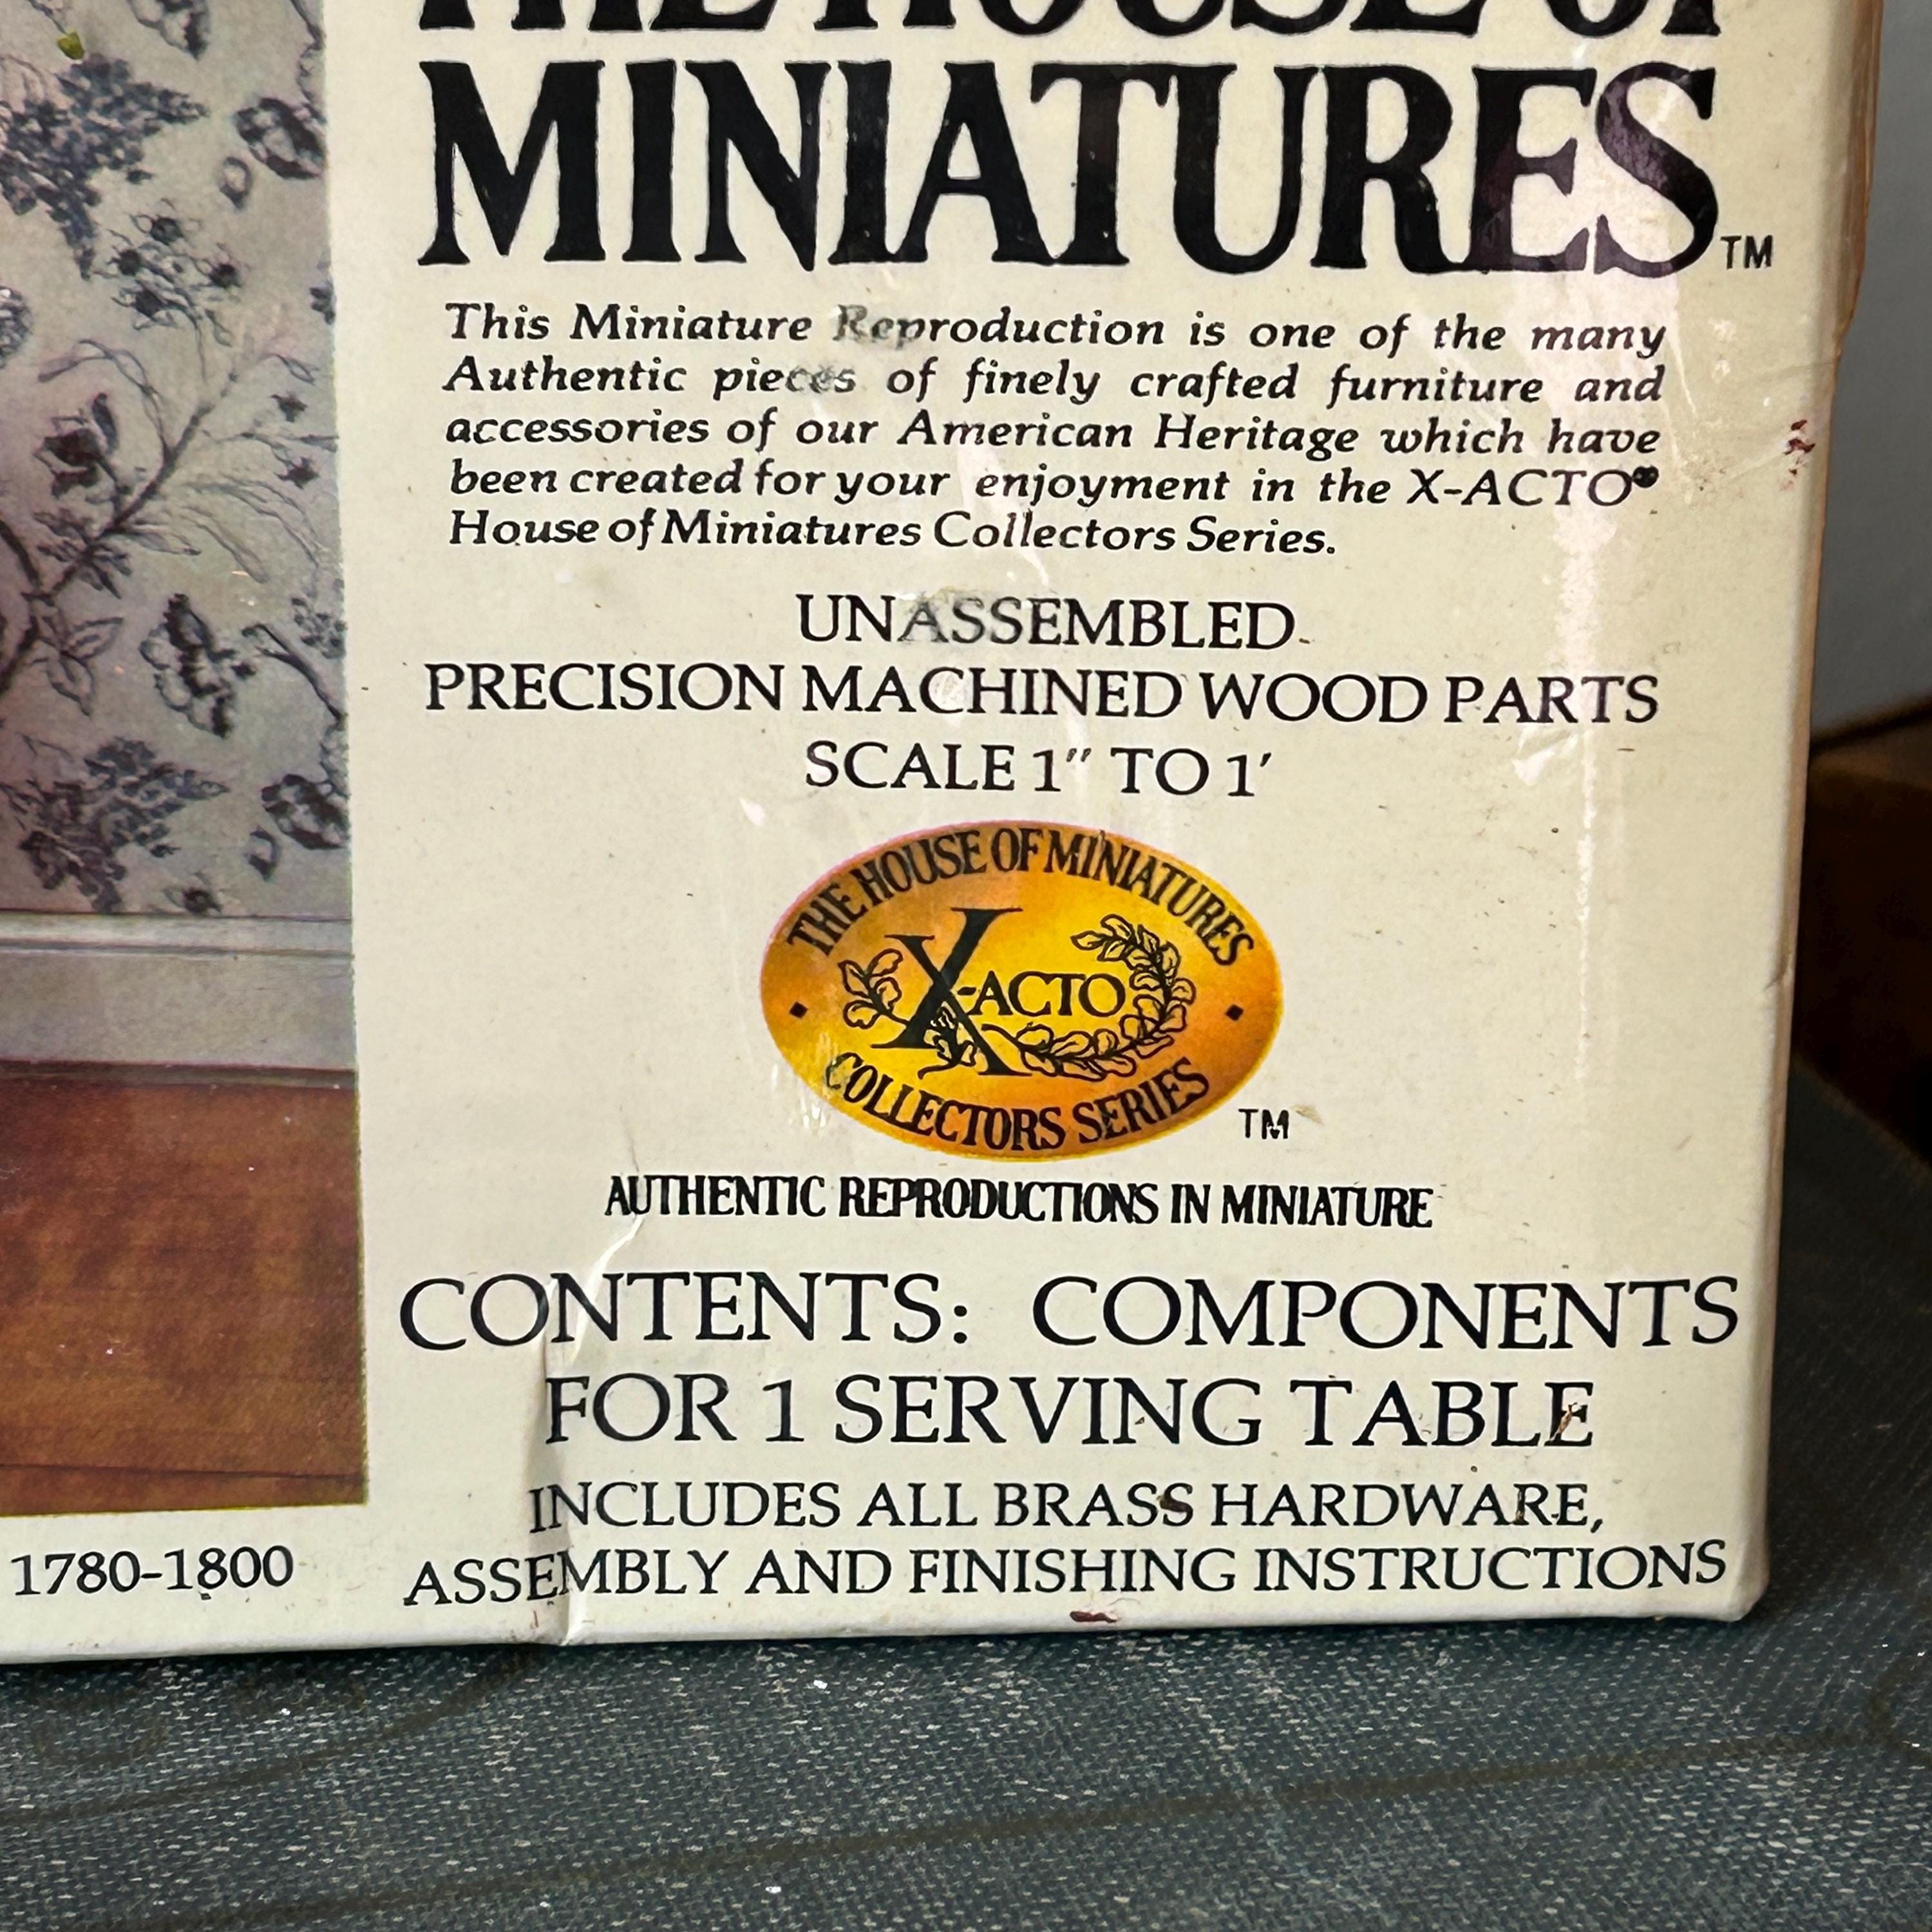 THE HOUSE OF
MINIATURES™
This Miniature Reproduction is one of the many
Authentic pieces of finely crafted furniture and
accessories of our American Heritage which have
been created for your enjoyment in the X-ACTO®
House of Miniatures Collectors Series.
UNASSEMBLED
PRECISION MACHINED WOOD PARTS
SCALE 1″ TO 1′
THE HOUSE OF MINIATURES
X-ACTO
COLLECTORS SERIES
™
AUTHENTIC REPRODUCTIONS IN MINIATURE
CONTENTS: COMPONENTS
FOR 1 SERVING TABLE
INCLUDES ALL BRASS HARDWARE,
ASSEMBLY AND FINISHING INSTRUCTIONS
1780-1800